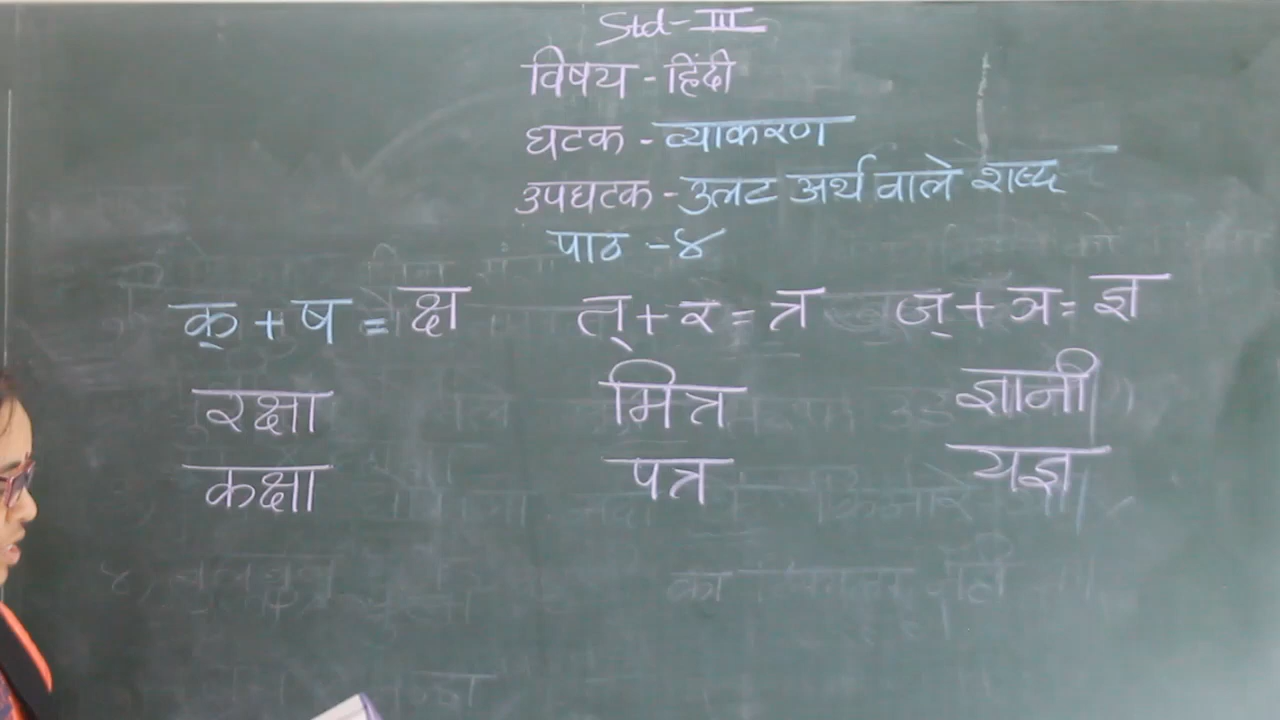 Std - III
विषय - हिंदी
घटक - व्याकरण
उपघटक - उलट अर्थ वाले शब्द
पाठ - ४
क् + ष = क्ष त् + र = त्र ज् + ञ = ज्ञ
रक्षा मित्र ज्ञानी
कक्षा पत्र यज्ञ